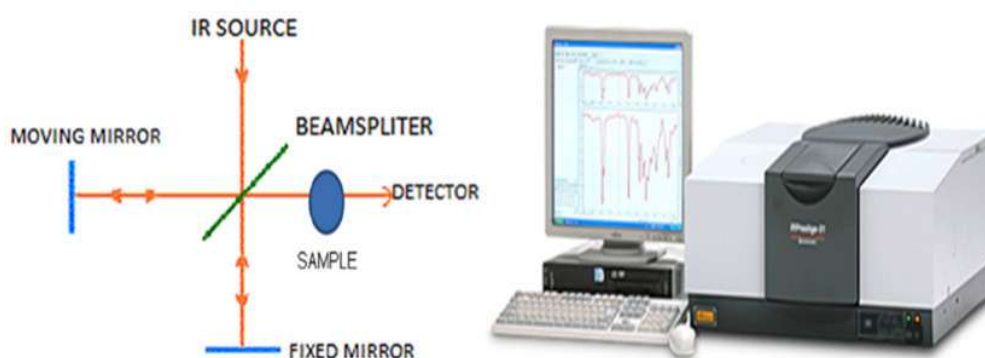 IR SOURCE
MOVING MIRROR
BEAMSPLITER
DETECTOR
SAMPLE
FIXED MIRROR